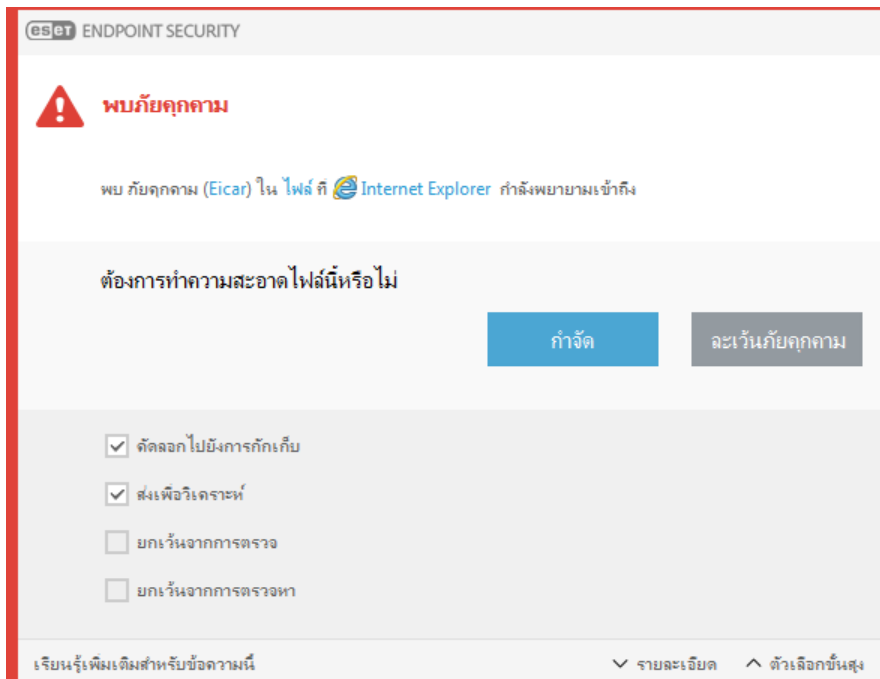 eset ENDPOINT SECURITY
พบภัยคุกคาม
พบ ภัยคุกคาม (Eicar) ใน ไฟล์ ที่ Internet Explorer กำลังพยายามเข้าถึง
ต้องการทำความสะอาดไฟล์นี้หรือไม่
กำจัด
ละเว้นภัยคุกคาม
คัดลอกไปยังการกักเก็บ
ส่งเพื่อวิเคราะห์
ยกเว้นจากการตรวจ
ยกเว้นจากการตรวจหา
เรียนรู้เพิ่มเติมสำหรับข้อความนี้
รายละเอียด
ตัวเลือกขั้นสูง